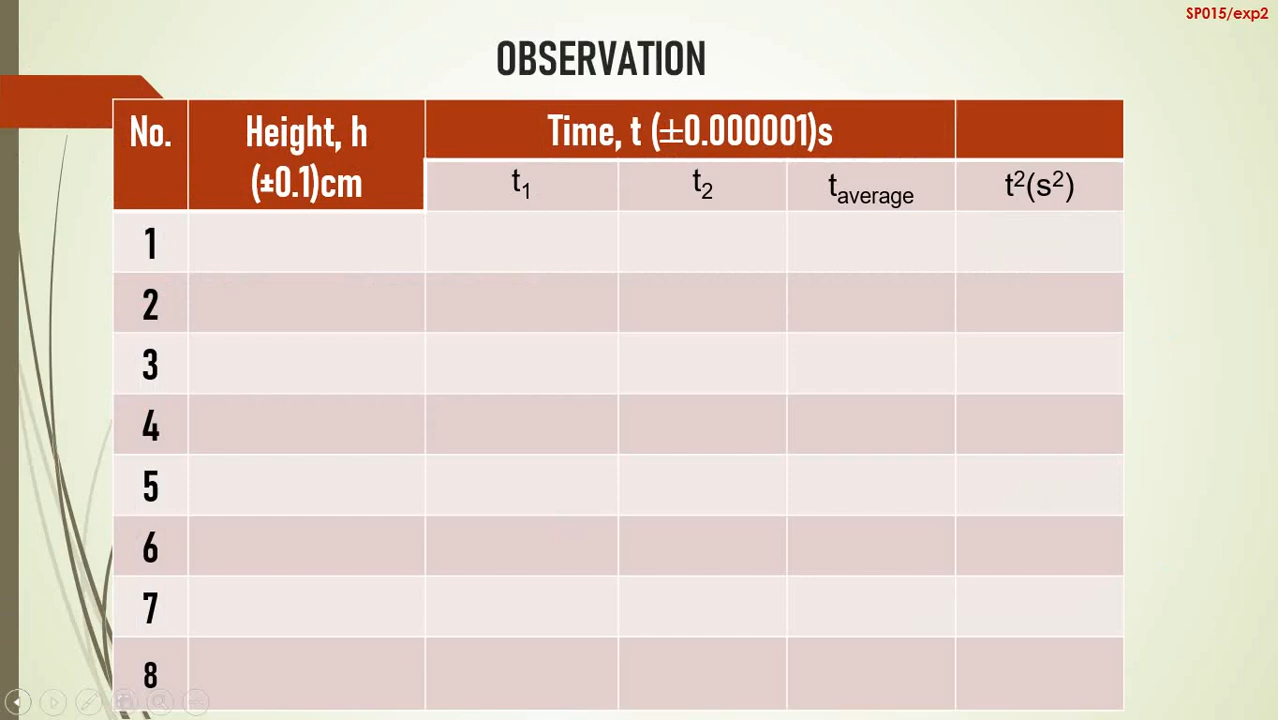 SP015/exp2
OBSERVATION
No.
Height, h
(±0.1)cm
Time, t (±0.000001)s
t₁
t₂
taverage
t²(s²)
1
2
3
4
5
6
7
8